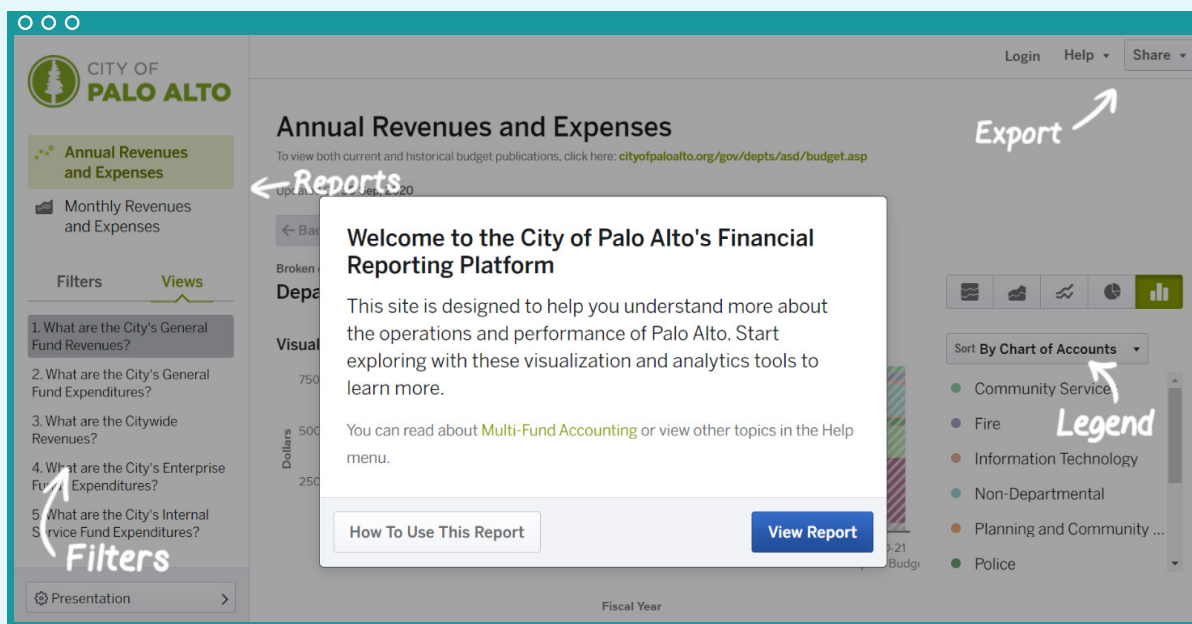 CITY OF
PALO ALTO
Login
Help
Share
Export
Annual Revenues
and Expenses
Monthly Revenues
and Expenses
Reports
Annual Revenues and Expenses
To view both current and historical budget publications, click here: cityofpaloalto.org/gov/depts/asd/budget.asp
Sep, 2020
Filters
Views
1. What are the City's General
Fund Revenues?
2. What are the City's General
Fund Expenditures?
3. What are the Citywide
Revenues?
4. What are the City's Enterprise
Expenditures?
5. What are the City's Internal
Service Fund Expenditures?
Filters
Presentation
Broken
Welcome to the City of Palo Alto's Financial
Reporting Platform
This site is designed to help you understand more about
the operations and performance of Palo Alto. Start
exploring with these visualization and analytics tools to
learn more.
You can read about Multi-Fund Accounting or view other topics in the Help
menu.
How To Use This Report
View Report
750
500
250
Dollars
Fiscal Year
Sort By Chart of Accounts
Legend
Community Service
Fire
Information Technology
Non-Departmental
Planning and Community ...
Police